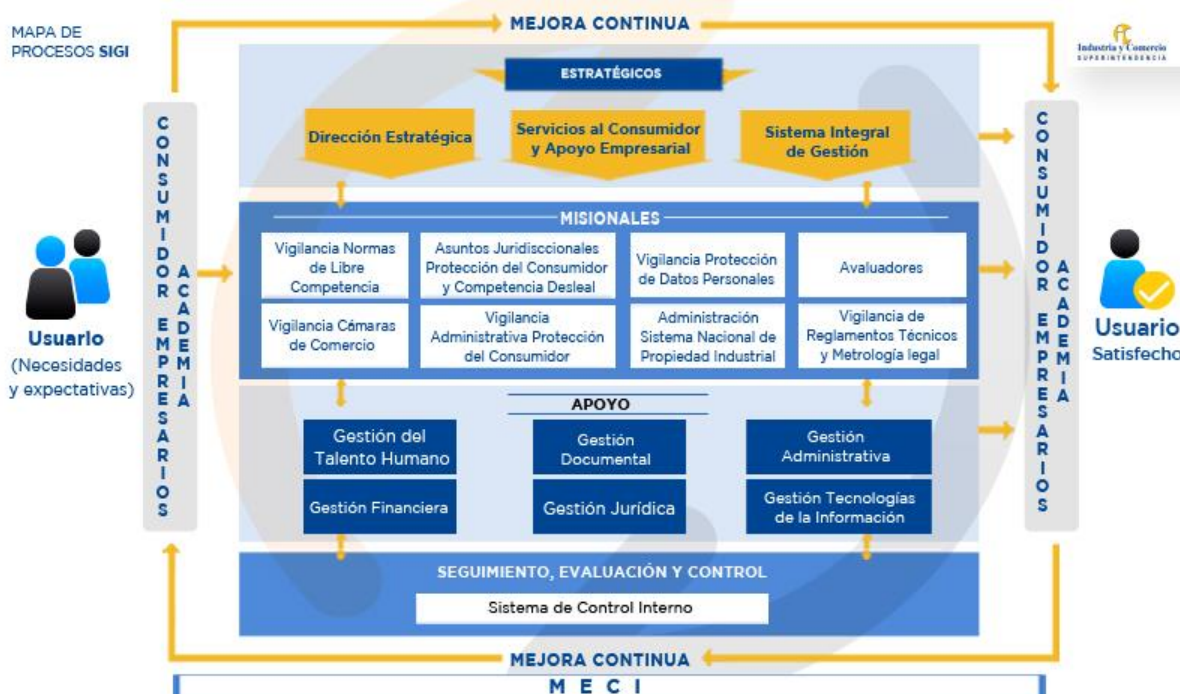 MAPA DE
PROCESOS SIGI
MEJORA CONTINUA
Industria y Comercio
SUPERINTENDENCIA
ESTRATÉGICOS
Dirección Estratégica
Servicios al Consumidor
y Apoyo Empresarial
Sistema Integral
de Gestión
CONSUMIDOR EMPRESARIOS
ACADEMIA
MISIONALES
Vigilancia Normas
de Libre
Competencia
Asuntos Juridisccionales
Protección del Consumidor
y Competencia Desleal
Vigilancia Protección
de Datos Personales
Avaluadores
Vigilancia Cámaras
de Comercio
Vigilancia
Administrativa Protección
del Consumidor
Administración
Sistema Nacional de
Propiedad Industrial
Vigilancia de
Reglamentos Técnicos
y Metrología legal
Usuario
(Necesidades
y expectativas)
CONSUMIDOR EMPRESARIOS
ACADEMIA
Usuario
Satisfecho
APOYO
Gestión del
Talento Humano
Gestión
Documental
Gestión
Administrativa
Gestión Financiera
Gestión Jurídica
Gestión Tecnologías
de la Información
SEGUIMIENTO, EVALUACIÓN Y CONTROL
Sistema de Control Interno
MEJORA CONTINUA
MECI